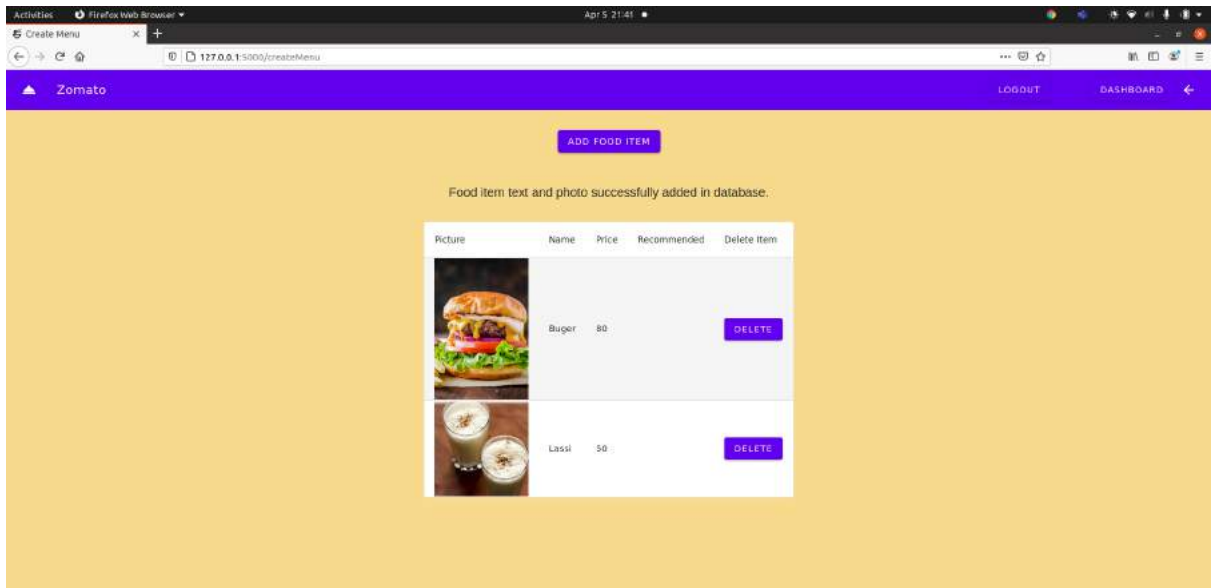 Activities Firefox Web Browser Apr 5 21:41
Create Menu
127.0.0.1:5000/createMenu
Zomato LOGOUT DASHBOARD
ADD FOOD ITEM
Food item text and photo successfully added in database.
Picture Name Price Recommended Delete Item
Buger 80 DELETE
Lassi 50 DELETE